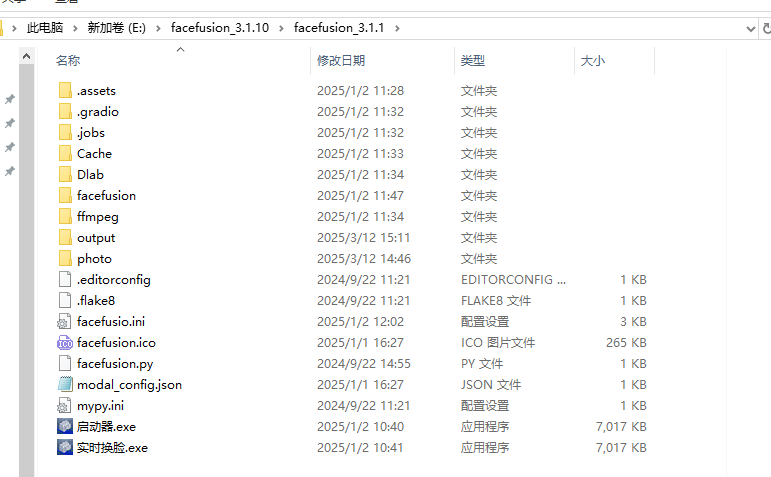 此电脑 > 新加卷 (E:) > facefusion_3.1.10 > facefusion_3.1.1 >
名称 修改日期 类型 大小
.assets 2025/1/2 11:28 文件夹
.gradio 2025/1/2 11:32 文件夹
.jobs 2025/1/2 11:32 文件夹
Cache 2025/1/2 11:33 文件夹
Dlab 2025/1/2 11:34 文件夹
facefusion 2025/1/2 11:47 文件夹
ffmpeg 2025/1/2 11:34 文件夹
output 2025/3/12 15:11 文件夹
photo 2025/3/12 14:46 文件夹
.editorconfig 2024/9/22 11:21 EDITORCONFIG ... 1 KB
.flake8 2024/9/22 11:21 FLAKE8 文件 1 KB
facefusio.ini 2025/1/2 12:02 配置设置 3 KB
facefusion.ico 2025/1/1 16:27 ICO 图片文件 265 KB
facefusion.py 2024/9/22 14:55 PY 文件 1 KB
modal_config.json 2025/1/1 16:27 JSON 文件 1 KB
mypy.ini 2024/9/22 11:21 配置设置 1 KB
启动器.exe 2025/1/2 10:40 应用程序 7,017 KB
实时换脸.exe 2025/1/2 10:41 应用程序 7,017 KB